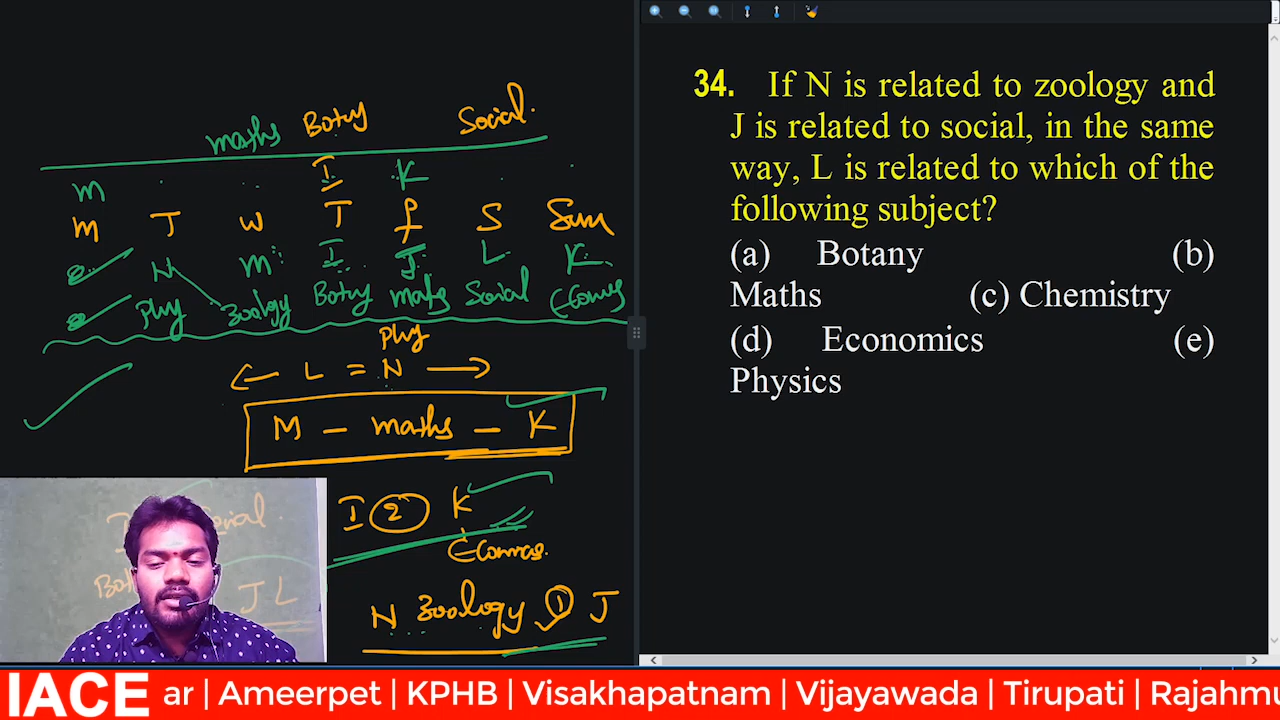 maths Botny Social.
M I K
M T W T f S Sun
N M I J L K
Phy Zoology Botny Maths Social
Phy
L = N
M - maths - K
I 2 K
N Zoology 1 J
J L
34. If N is related to zoology and
J is related to social, in the same
way, L is related to which of the
following subject?
(a) Botany (b)
Maths (c) Chemistry
(d) Economics (e)
Physics
IACE ar | Ameerpet | KPHB | Visakhapatnam | Vijayawada | Tirupati | Rajahmu